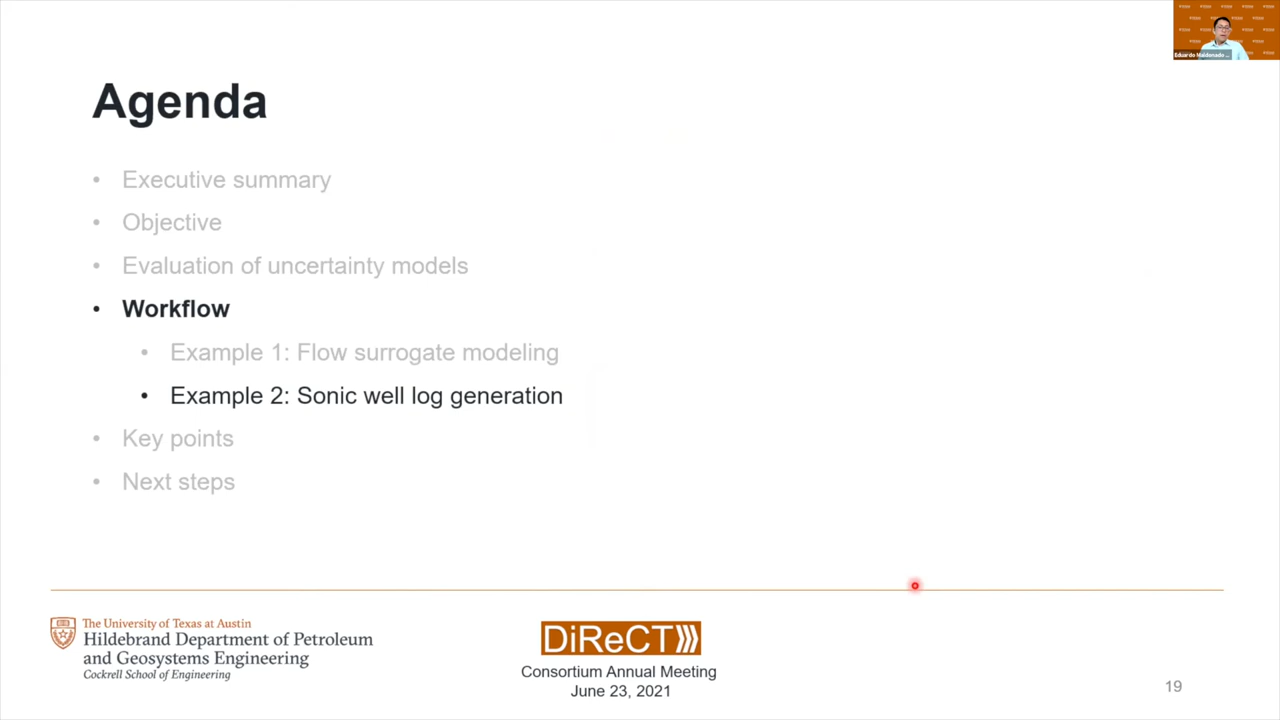 Eduardo Maldonado ...
Agenda
• Executive summary
• Objective
• Evaluation of uncertainty models
• Workflow
• Example 1: Flow surrogate modeling
• Example 2: Sonic well log generation
• Key points
• Next steps
The University of Texas at Austin
Hildebrand Department of Petroleum
and Geosystems Engineering
Cockrell School of Engineering
DiReCT
Consortium Annual Meeting
June 23, 2021
19